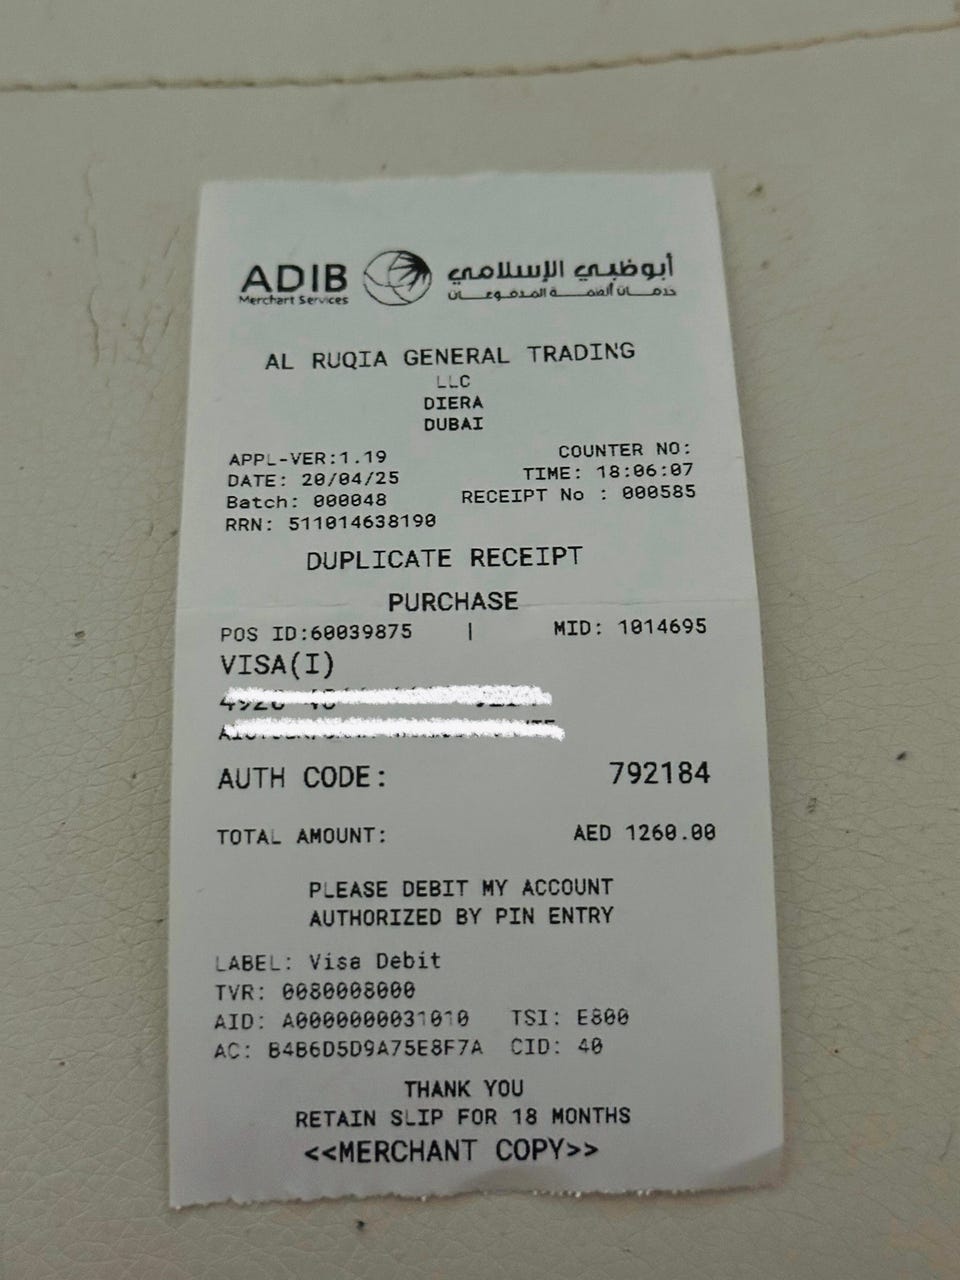 ADIB
Merchant Services
أبوظبي الإسلامي
خدمـــات أنضمـــة المدفوعـــات
AL RUQIA GENERAL TRADING
LLC
DIERA
DUBAI
APPL-VER:1.19 COUNTER NO:
DATE: 20/04/25 TIME: 18:06:07
Batch: 000048 RECEIPT No : 000585
RRN: 511014638190
DUPLICATE RECEIPT
PURCHASE
POS ID:60039875 | MID: 1014695
VISA(I)
AUTH CODE: 792184
TOTAL AMOUNT: AED 1260.00
PLEASE DEBIT MY ACCOUNT
AUTHORIZED BY PIN ENTRY
LABEL: Visa Debit
TVR: 0080008000
AID: A0000000031010 TSI: E800
AC: B4B6D5D9A75E8F7A CID: 40
THANK YOU
RETAIN SLIP FOR 18 MONTHS
<<MERCHANT COPY>>